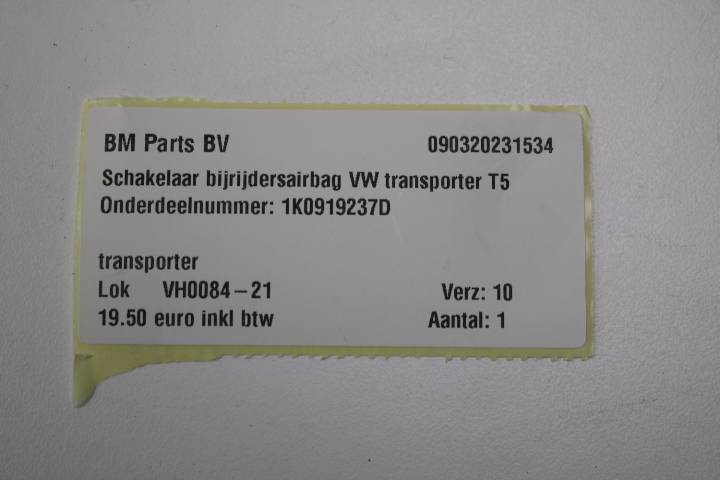 BM Parts BV 090320231534
Schakelaar bijrijdersairbag VW transporter T5
Onderdeelnummer: 1K0919237D
transporter
Lok VH0084-21 Verz: 10
19.50 euro inkl btw Aantal: 1